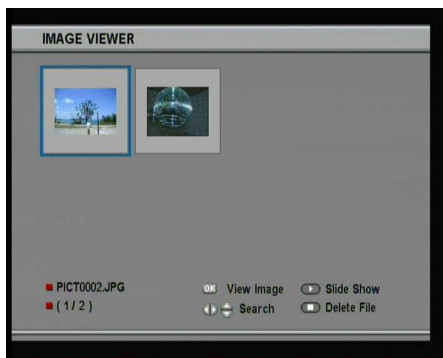 IMAGE VIEWER
PICT0002.JPG
OK View Image
Slide Show
( 1 / 2 )
Search
Delete File